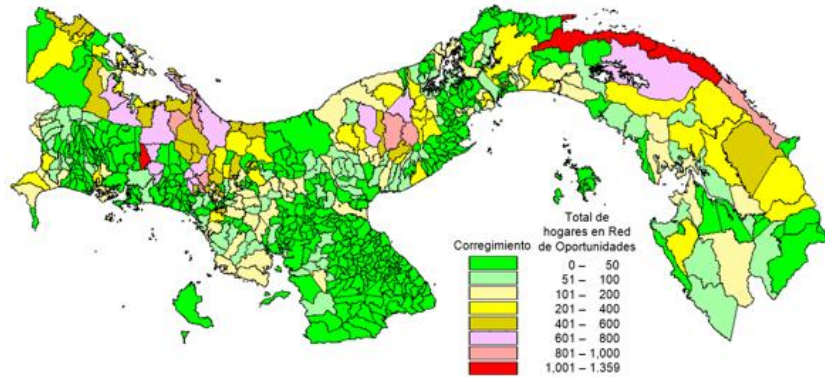 Total de
hogares en Red
Corregimiento de Oportunidades
0 – 50
51 – 100
101 – 200
201 – 400
401 – 600
601 – 800
801 – 1,000
1,001 – 1.359